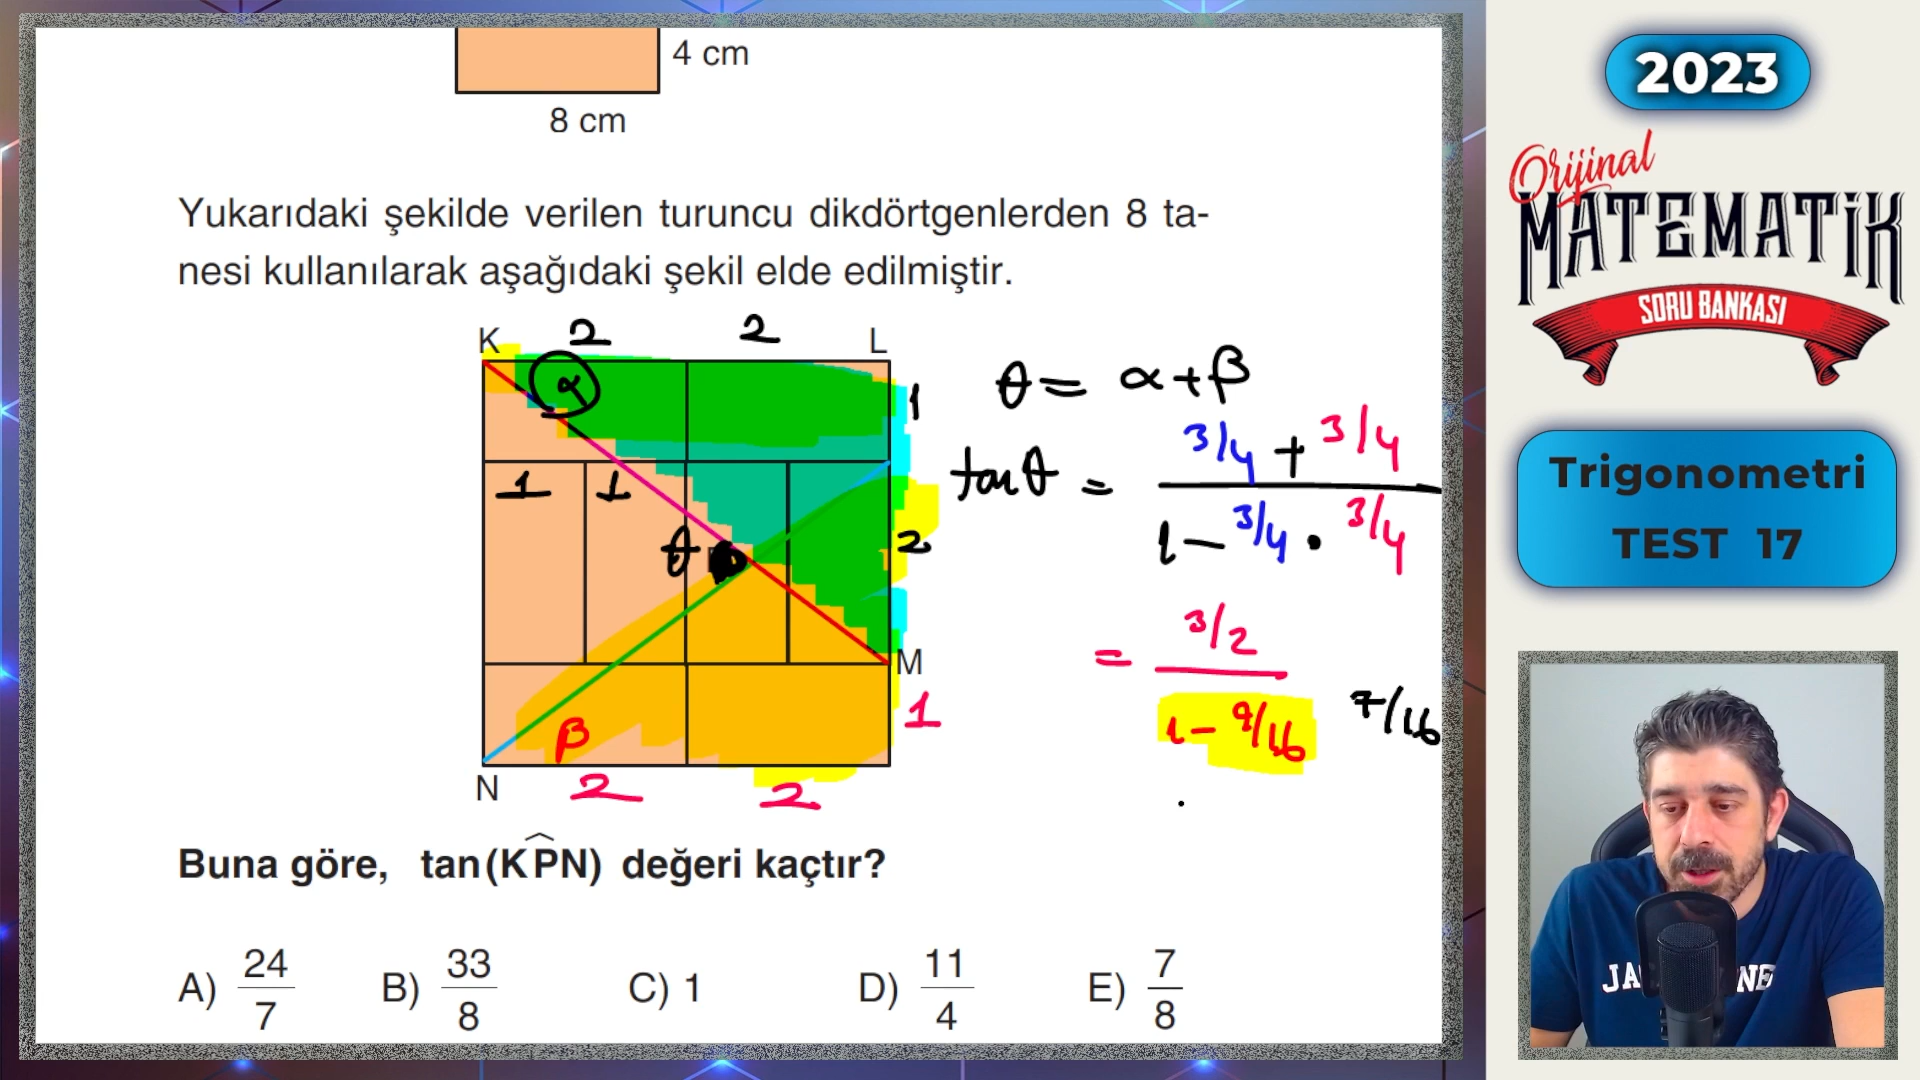 4 cm
8 cm
Yukarıdaki şekilde verilen turuncu dikdörtgenlerden 8 ta-
nesi kullanılarak aşağıdaki şekil elde edilmiştir.
K 2 2 L
α
1
1 1
θ
2
M
1
β
N 2 2
θ = α+β
tanθ = 3/4 + 3/4
1 - 3/4 . 3/4
= 3/2
1 - 9/16 7/16
Buna göre, tan(KPN) değeri kaçtır?
A) 24/7 B) 33/8 C) 1 D) 11/4 E) 7/8
2023
Orijinal
MATEMATİK
SORU BANKASI
Trigonometri
TEST 17